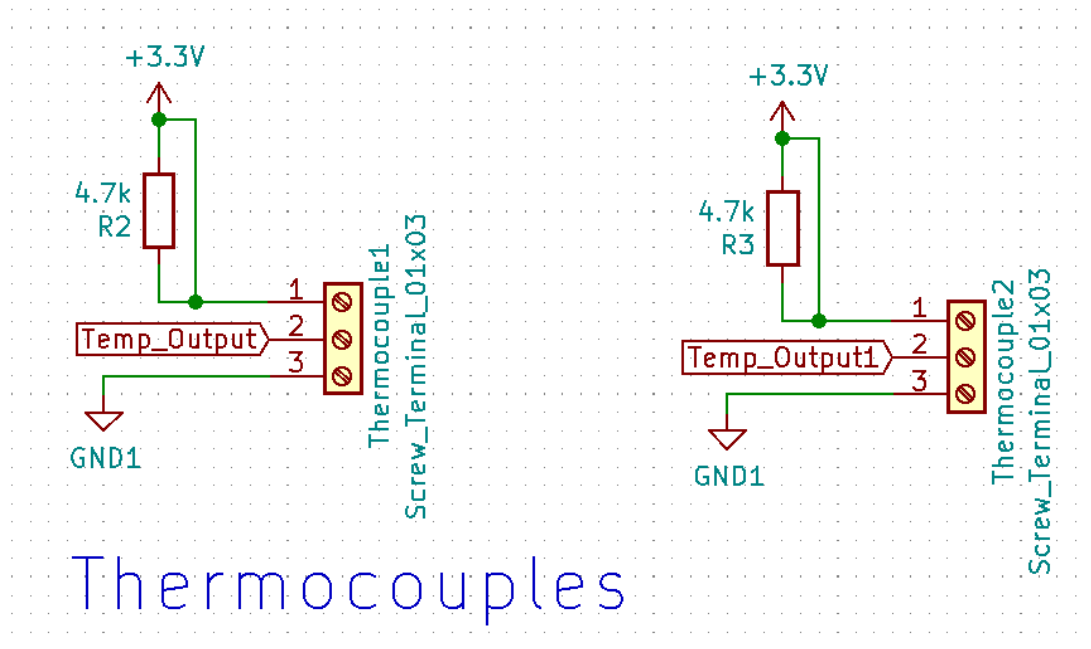 +3.3V
4.7k
R2
1
2
3
Temp_Output
GND1
Thermocouple1
Screw_Terminal_01x03
+3.3V
4.7k
R3
1
2
3
Temp_Output1
GND1
Thermocouple2
Screw_Terminal_01x03
Thermocouples